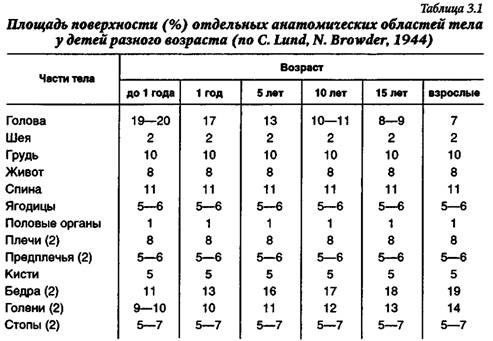 Таблица 3.1
Площадь поверхности (%) отдельных анатомических областей тела
у детей разного возраста (по C. Lund, N. Browder, 1944)
Части тела Возраст
до 1 года 1 год 5 лет 10 лет 15 лет взрослые
Голова 19—20 17 13 10—11 8—9 7
Шея 2 2 2 2 2 2
Грудь 10 10 10 10 10 10
Живот 8 8 8 8 8 8
Спина 11 11 11 11 11 11
Ягодицы 5—6 5—6 5—6 5—6 5—6 5—6
Половые органы 1 1 1 1 1 1
Плечи (2) 8 8 8 8 8 8
Предплечья (2) 5—6 5—6 5—6 5—6 5—6 5—6
Кисти 5 5 5 5 5 5
Бедра (2) 11 13 16 17 18 19
Голени (2) 9—10 10 11 12 13 14
Стопы (2) 5—7 5—7 5—7 5—7 5—7 5—7